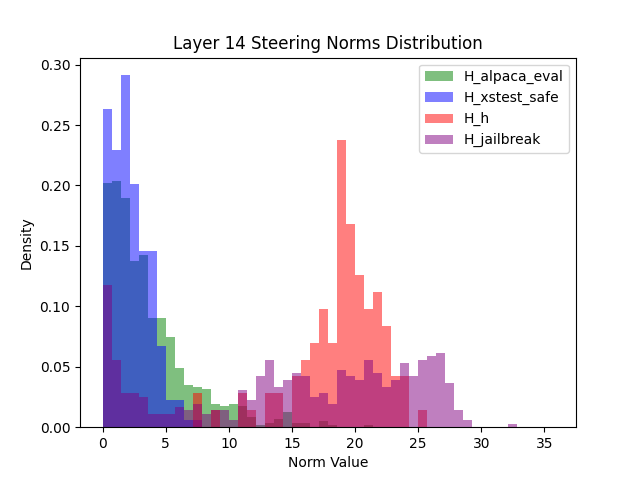 Layer 14 Steering Norms Distribution
H_alpaca_eval
H_xstest_safe
H_h
H_jailbreak
Density
0.30
0.25
0.20
0.15
0.10
0.05
0.00
0 5 10 15 20 25 30 35
Norm Value